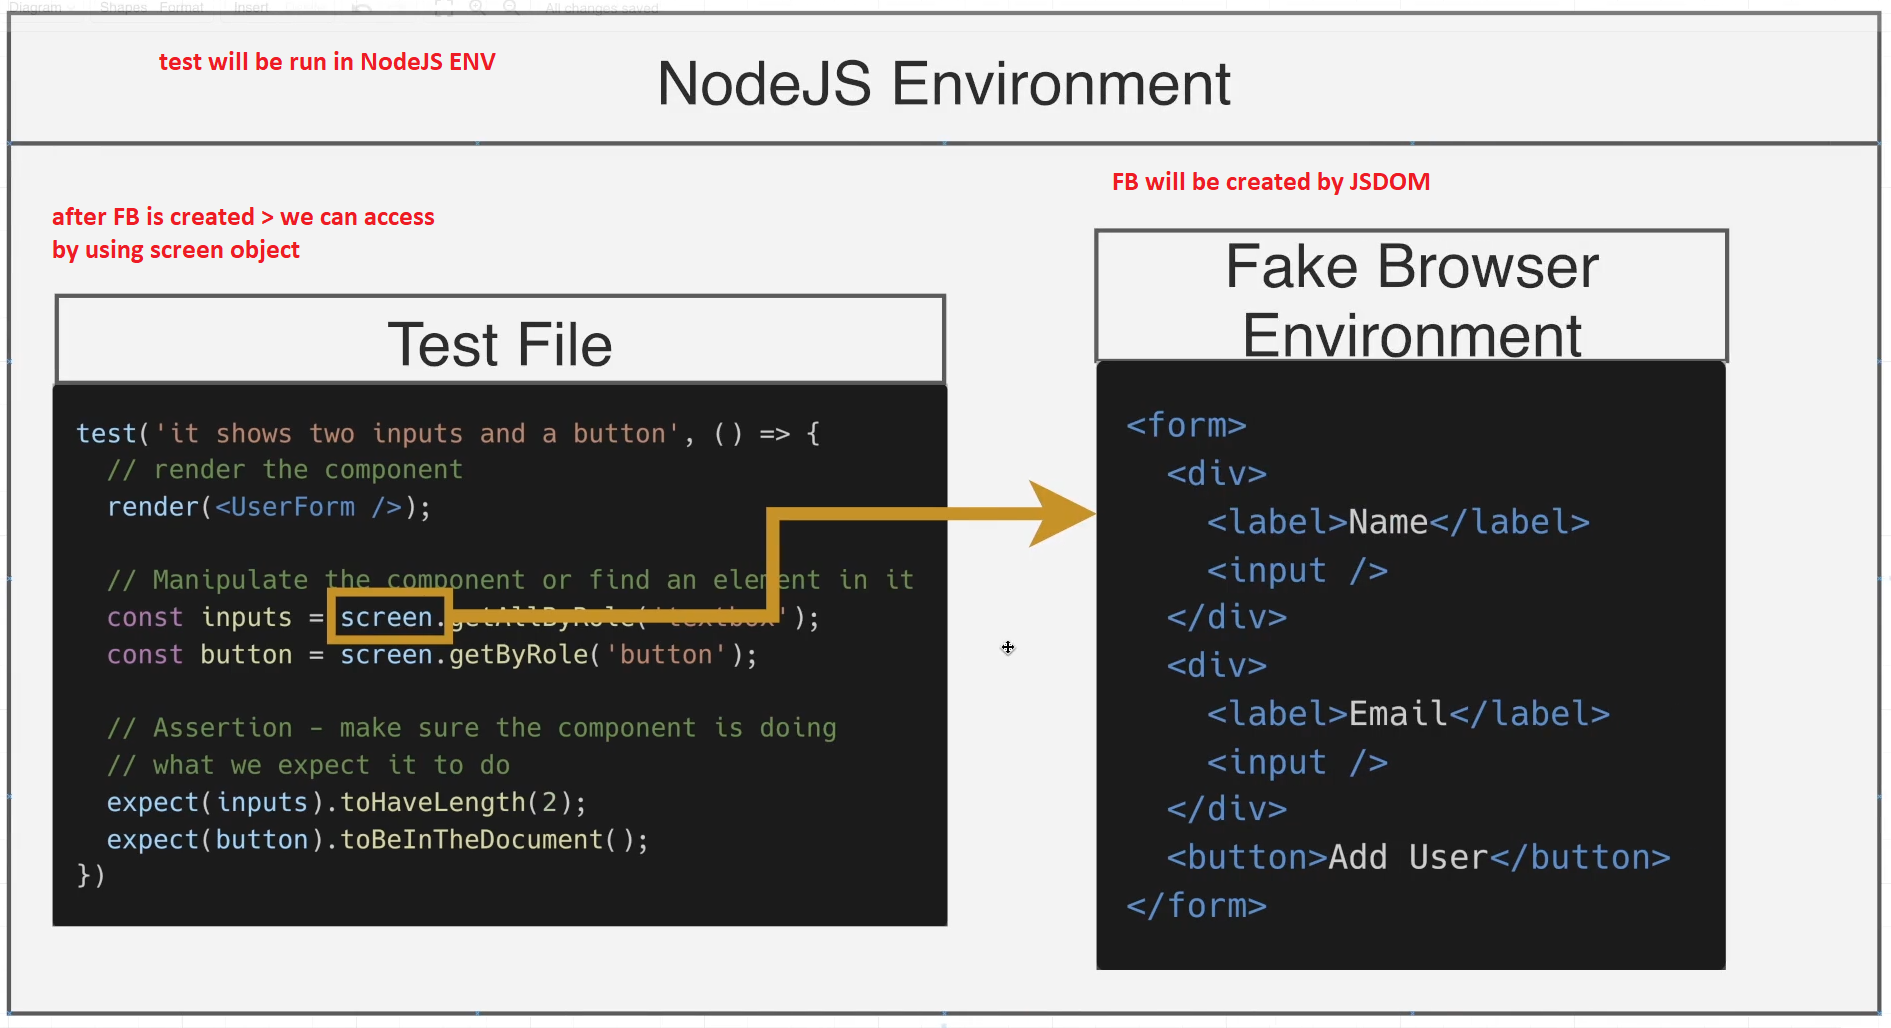 Diagram Shapes Format Insert All changes saved
test will be run in NodeJS ENV
NodeJS Environment
FB will be created by JSDOM
after FB is created > we can access
by using screen object
Test File
test('it shows two inputs and a button', () => {
  // render the component
  render(<UserForm />);
  // Manipulate the component or find an element in it
  const inputs = screen.getAllByRole('textbox');
  const button = screen.getByRole('button');
  // Assertion - make sure the component is doing
  // what we expect it to do
  expect(inputs).toHaveLength(2);
  expect(button).toBeInTheDocument();
})
Fake Browser
Environment
<form>
  <div>
    <label>Name</label>
    <input />
  </div>
  <div>
    <label>Email</label>
    <input />
  </div>
  <button>Add User</button>
</form>